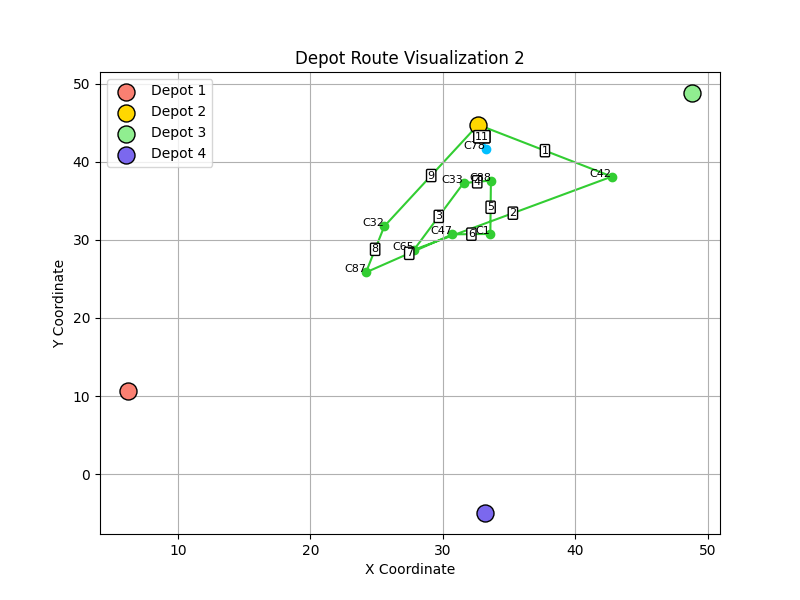 Depot Route Visualization 2
Depot 1
Depot 2
Depot 3
Depot 4
50
40
30
20
10
0
Y Coordinate
10
20
30
40
50
X Coordinate
11
C78
1
C42
9
C33
4
C88
3
5
2
C32
C47
6
C1
8
C65
7
C87